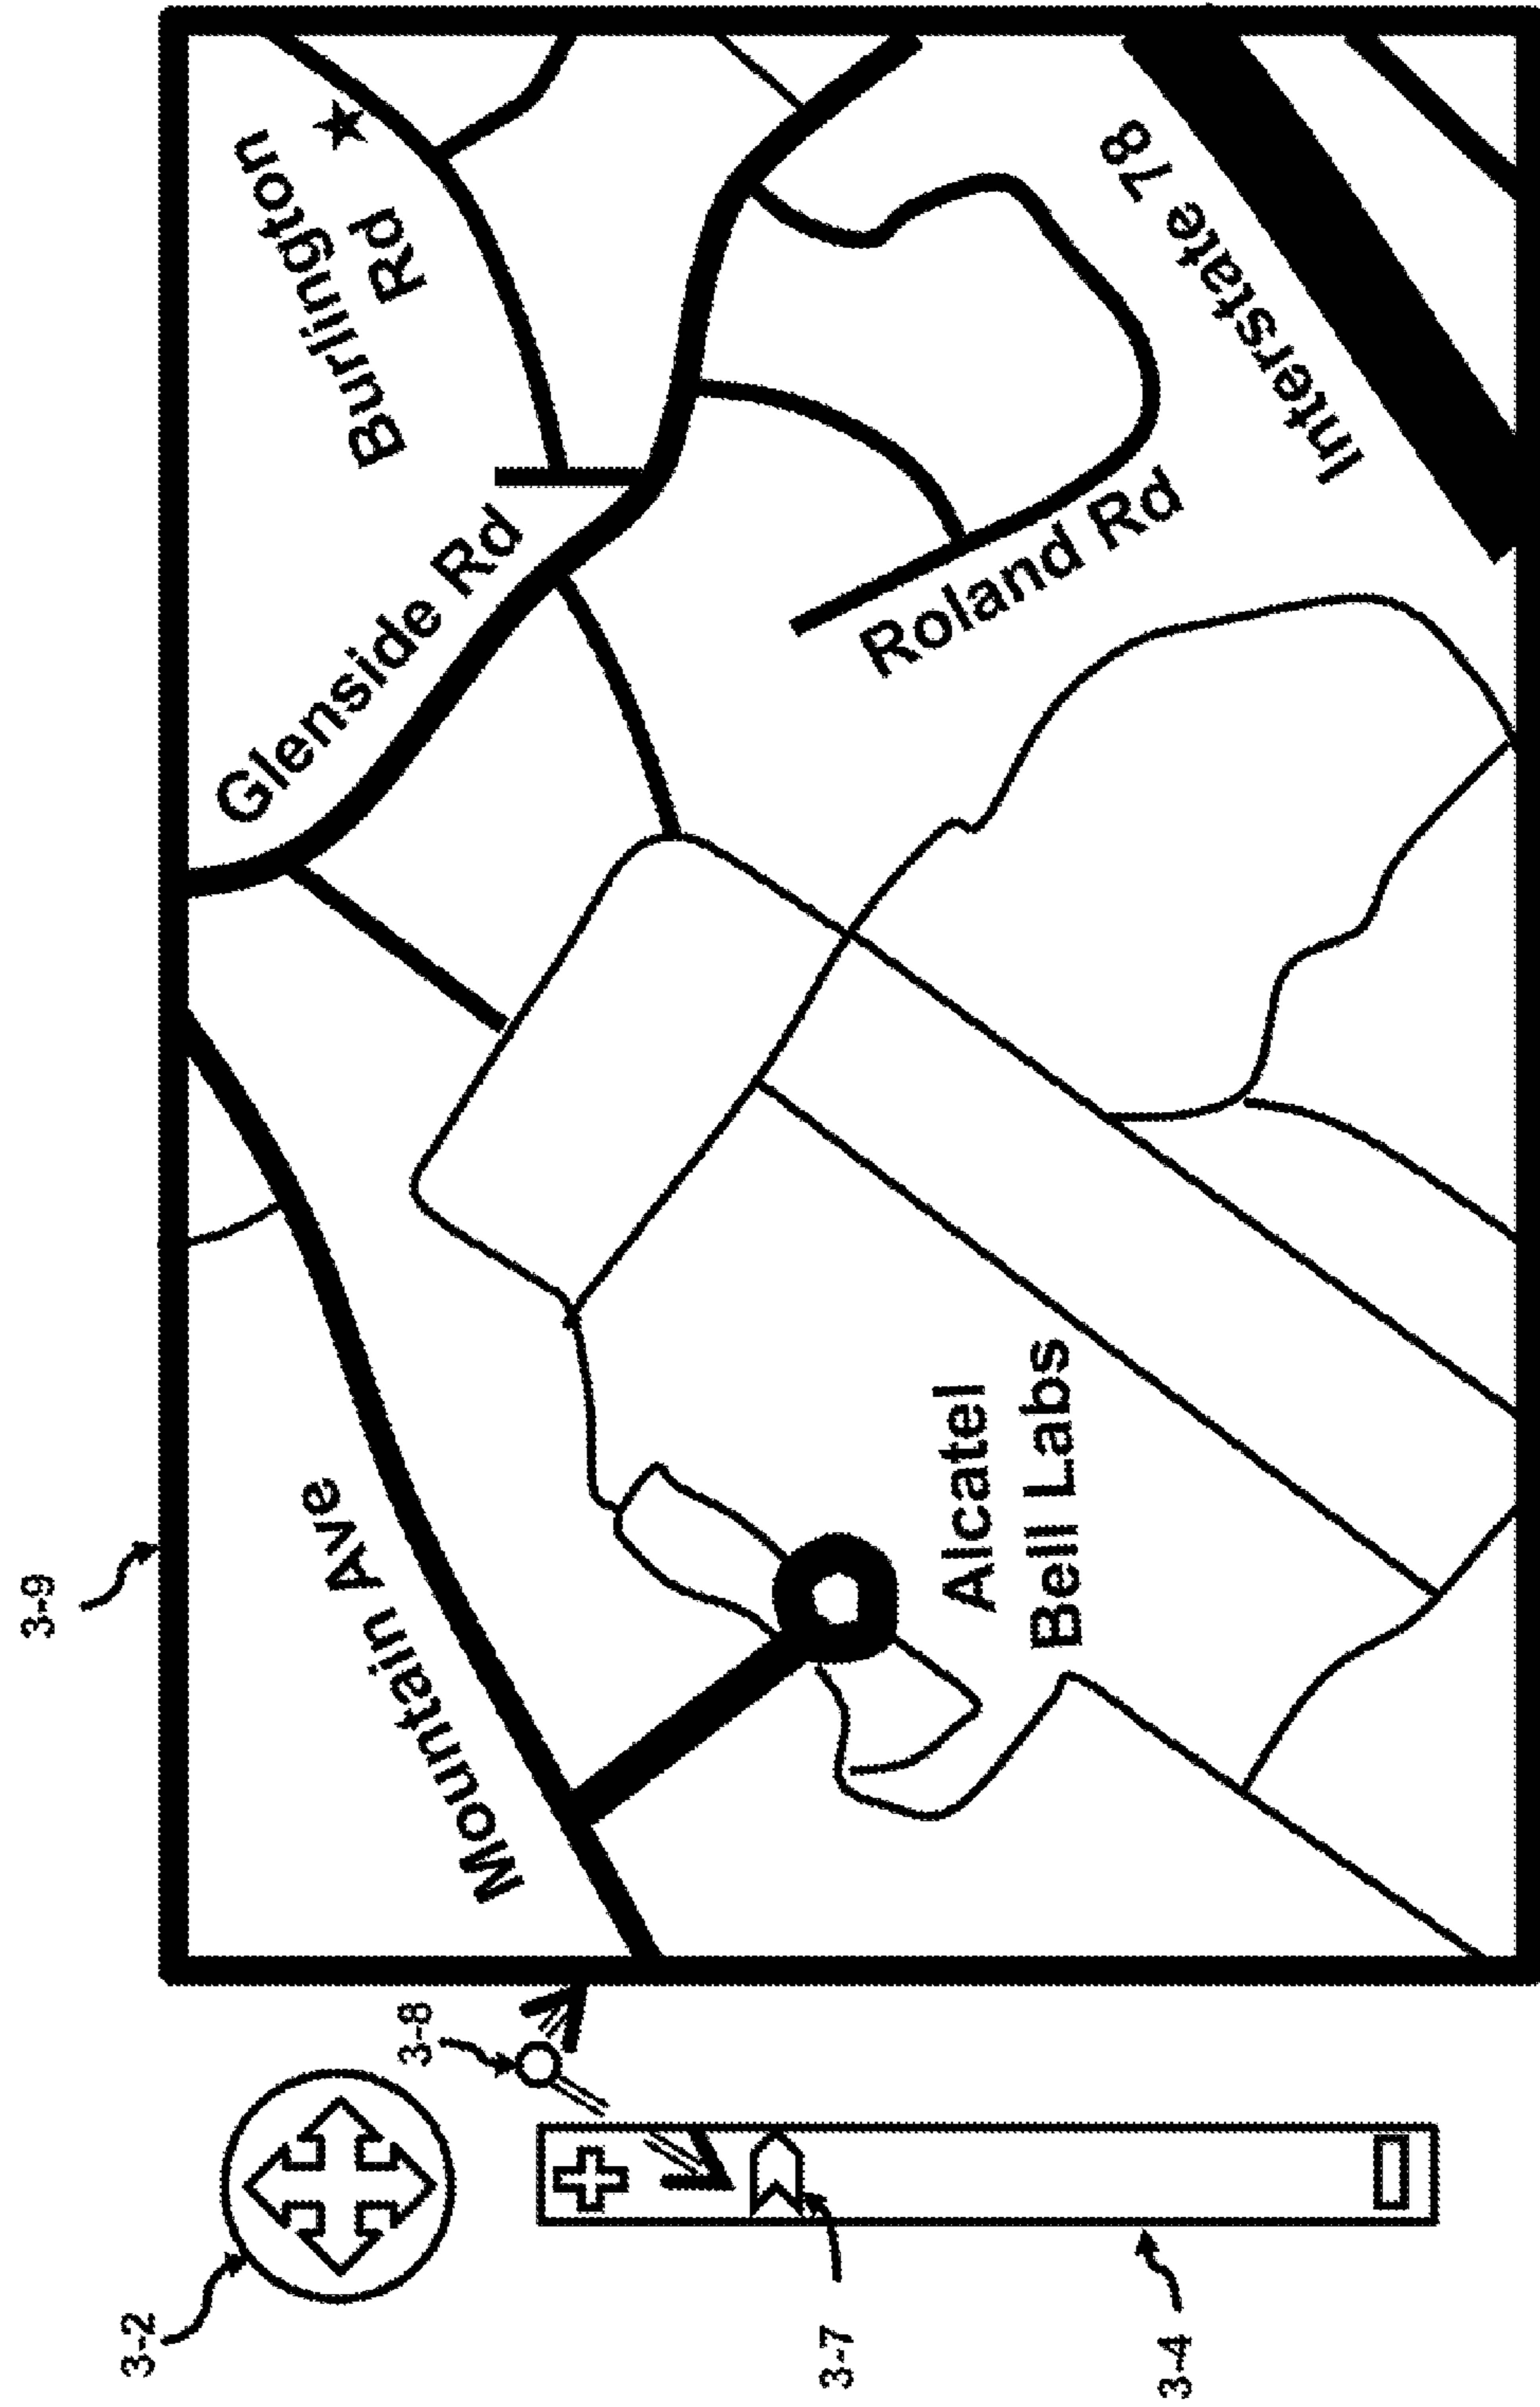 3-9
3-2
3-8
3-7
3-4
Mountain Ave
Glenside Rd
Burlington
Rd
Roland Rd
Interstate 78
Alcatel
Bell Labs